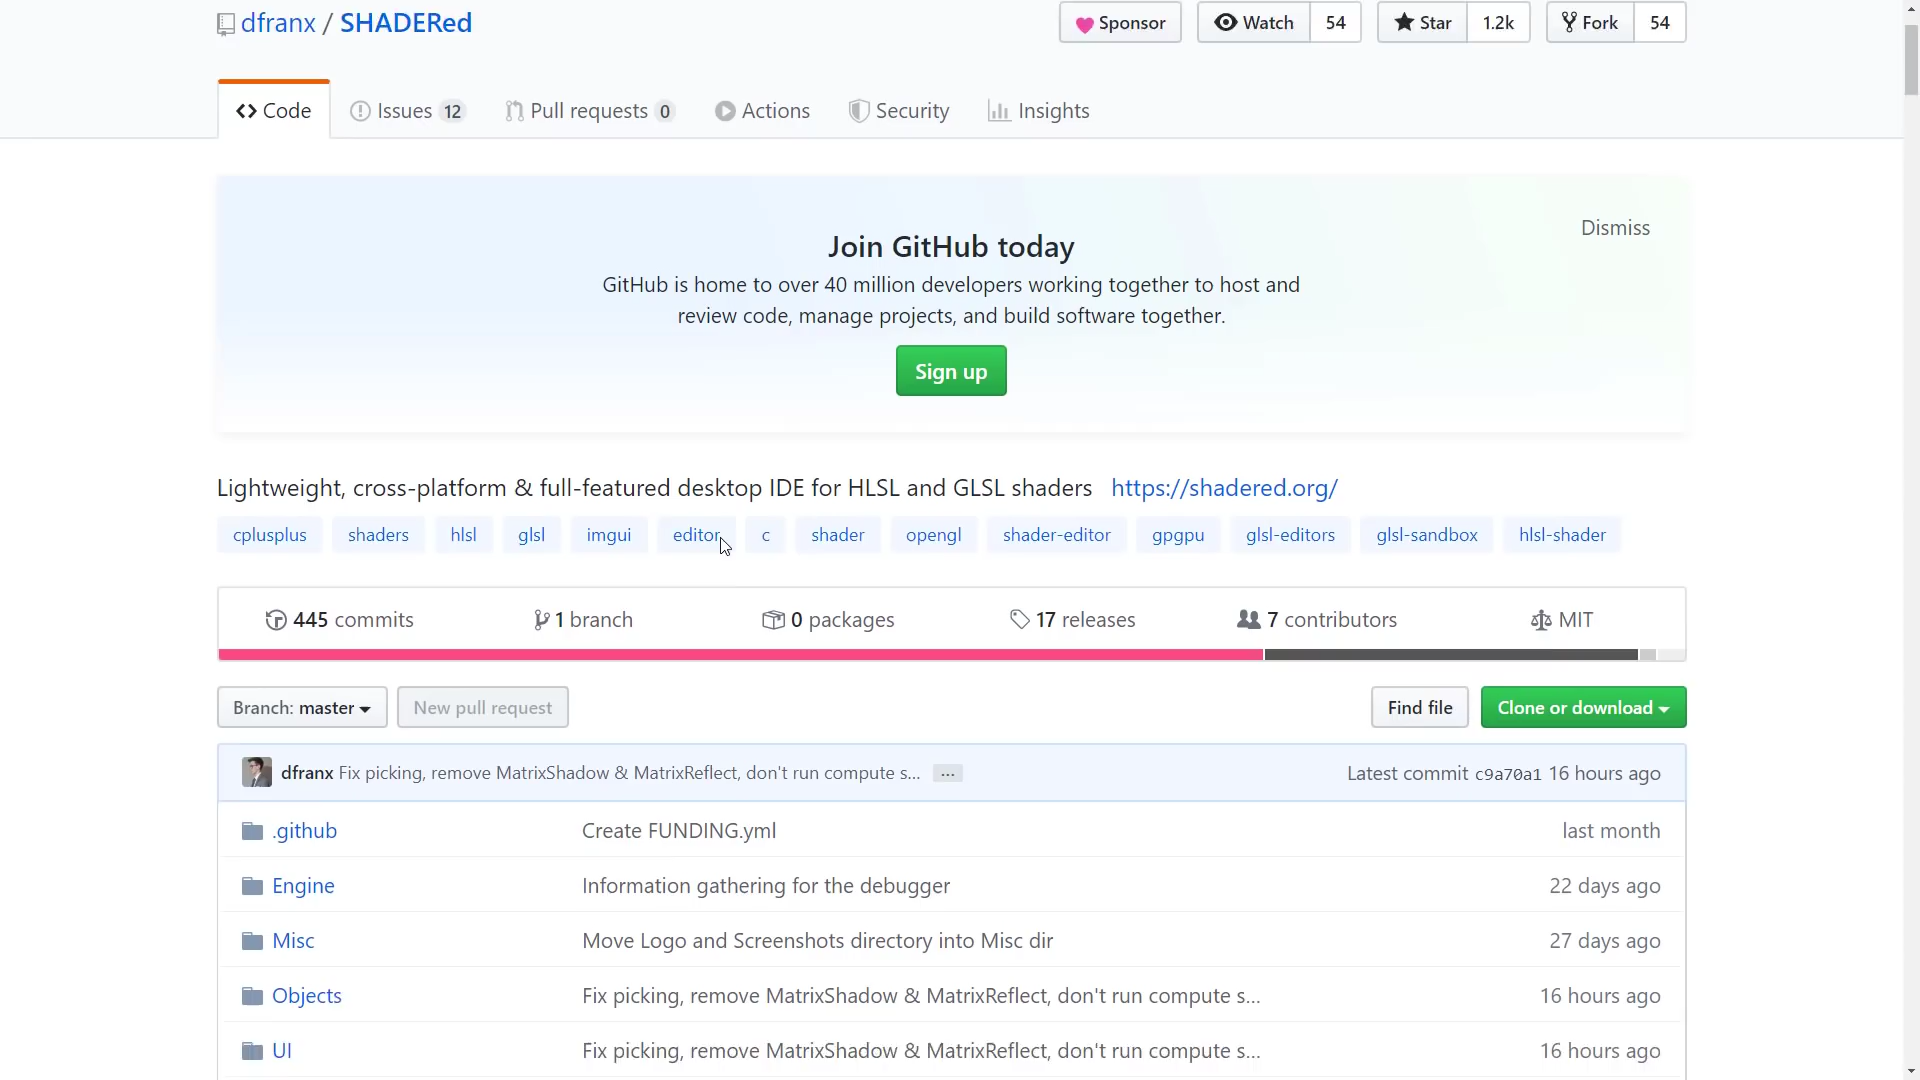 dfranx / SHADERed
Sponsor
Watch 54
Star 1.2k
Fork 54
Code
Issues 12
Pull requests 0
Actions
Security
Insights
Dismiss
Join GitHub today
GitHub is home to over 40 million developers working together to host and
review code, manage projects, and build software together.
Sign up
Lightweight, cross-platform & full-featured desktop IDE for HLSL and GLSL shaders https://shadered.org/
cplusplus shaders hlsl glsl imgui editor c shader opengl shader-editor gpgpu glsl-editors glsl-sandbox hlsl-shader
445 commits 1 branch 0 packages 17 releases 7 contributors MIT
Branch: master New pull request Find file Clone or download
dfranx Fix picking, remove MatrixShadow & MatrixReflect, don't run compute s... ... Latest commit c9a70a1 16 hours ago
.github Create FUNDING.yml last month
Engine Information gathering for the debugger 22 days ago
Misc Move Logo and Screenshots directory into Misc dir 27 days ago
Objects Fix picking, remove MatrixShadow & MatrixReflect, don't run compute s... 16 hours ago
UI Fix picking, remove MatrixShadow & MatrixReflect, don't run compute s... 16 hours ago